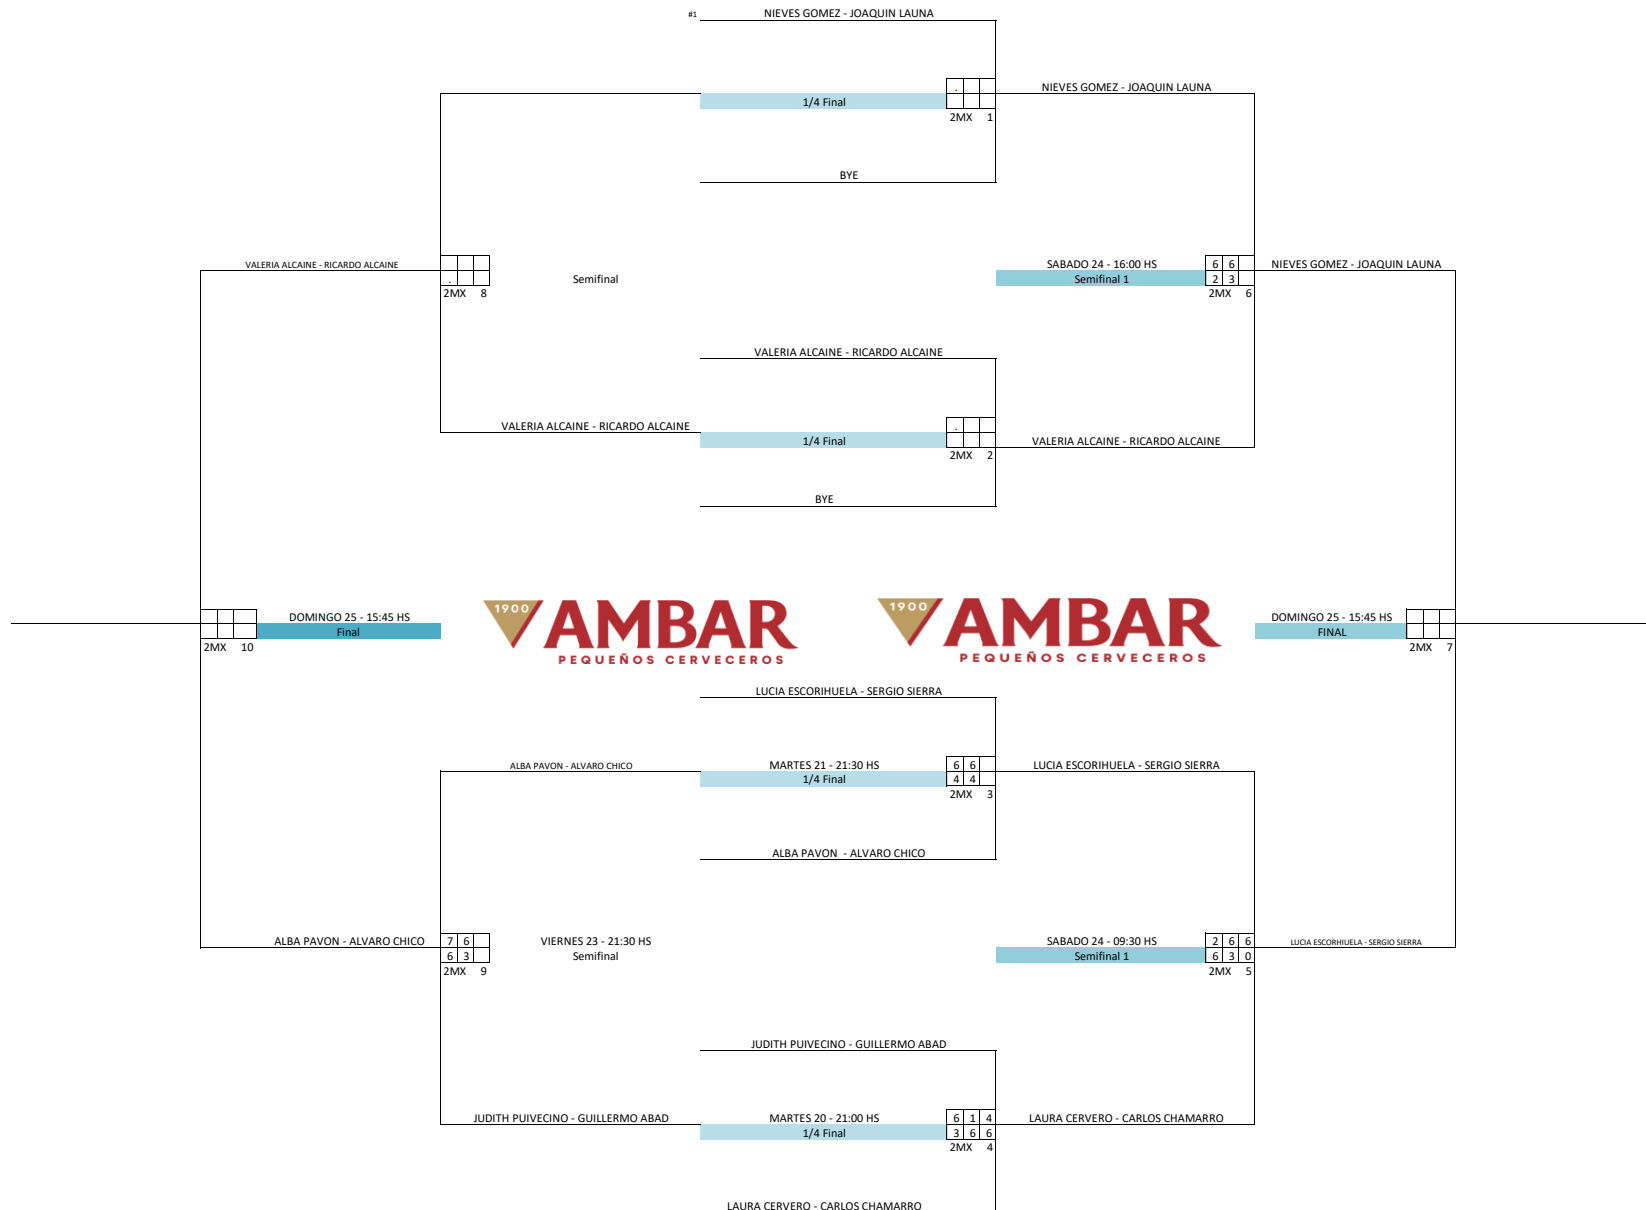 #1 NIEVES GOMEZ - JOAQUIN LAUNA
. NIEVES GOMEZ - JOAQUIN LAUNA
1/4 Final
2MX 1
BYE
VALERIA ALCAINE - RICARDO ALCAINE
.
2MX 8
Semifinal
SABADO 24 - 16:00 HS 6 6 NIEVES GOMEZ - JOAQUIN LAUNA
Semifinal 1 2 3
2MX 6
VALERIA ALCAINE - RICARDO ALCAINE
VALERIA ALCAINE - RICARDO ALCAINE .
1/4 Final VALERIA ALCAINE - RICARDO ALCAINE
2MX 2
BYE
DOMINGO 25 - 15:45 HS
Final
2MX 10
1900 AMBAR
PEQUEÑOS CERVECEROS
1900 AMBAR
PEQUEÑOS CERVECEROS
DOMINGO 25 - 15:45 HS
FINAL
2MX 7
LUCIA ESCORIHUELA - SERGIO SIERRA
ALBA PAVON - ALVARO CHICO MARTES 21 - 21:30 HS 6 6 LUCIA ESCORIHUELA - SERGIO SIERRA
1/4 Final 4 4
2MX 3
ALBA PAVON - ALVARO CHICO
ALBA PAVON - ALVARO CHICO 7 6 VIERNES 23 - 21:30 HS
6 3 Semifinal
2MX 9
SABADO 24 - 09:30 HS 2 6 6 LUCIA ESCORHIUELA - SERGIO SIERRA
Semifinal 1 6 3 0
2MX 5
JUDITH PUIVECINO - GUILLERMO ABAD
JUDITH PUIVECINO - GUILLERMO ABAD MARTES 20 - 21:00 HS 6 1 4 LAURA CERVERO - CARLOS CHAMARRO
1/4 Final 3 6 6
2MX 4
LAURA CERVERO - CARLOS CHAMARRO